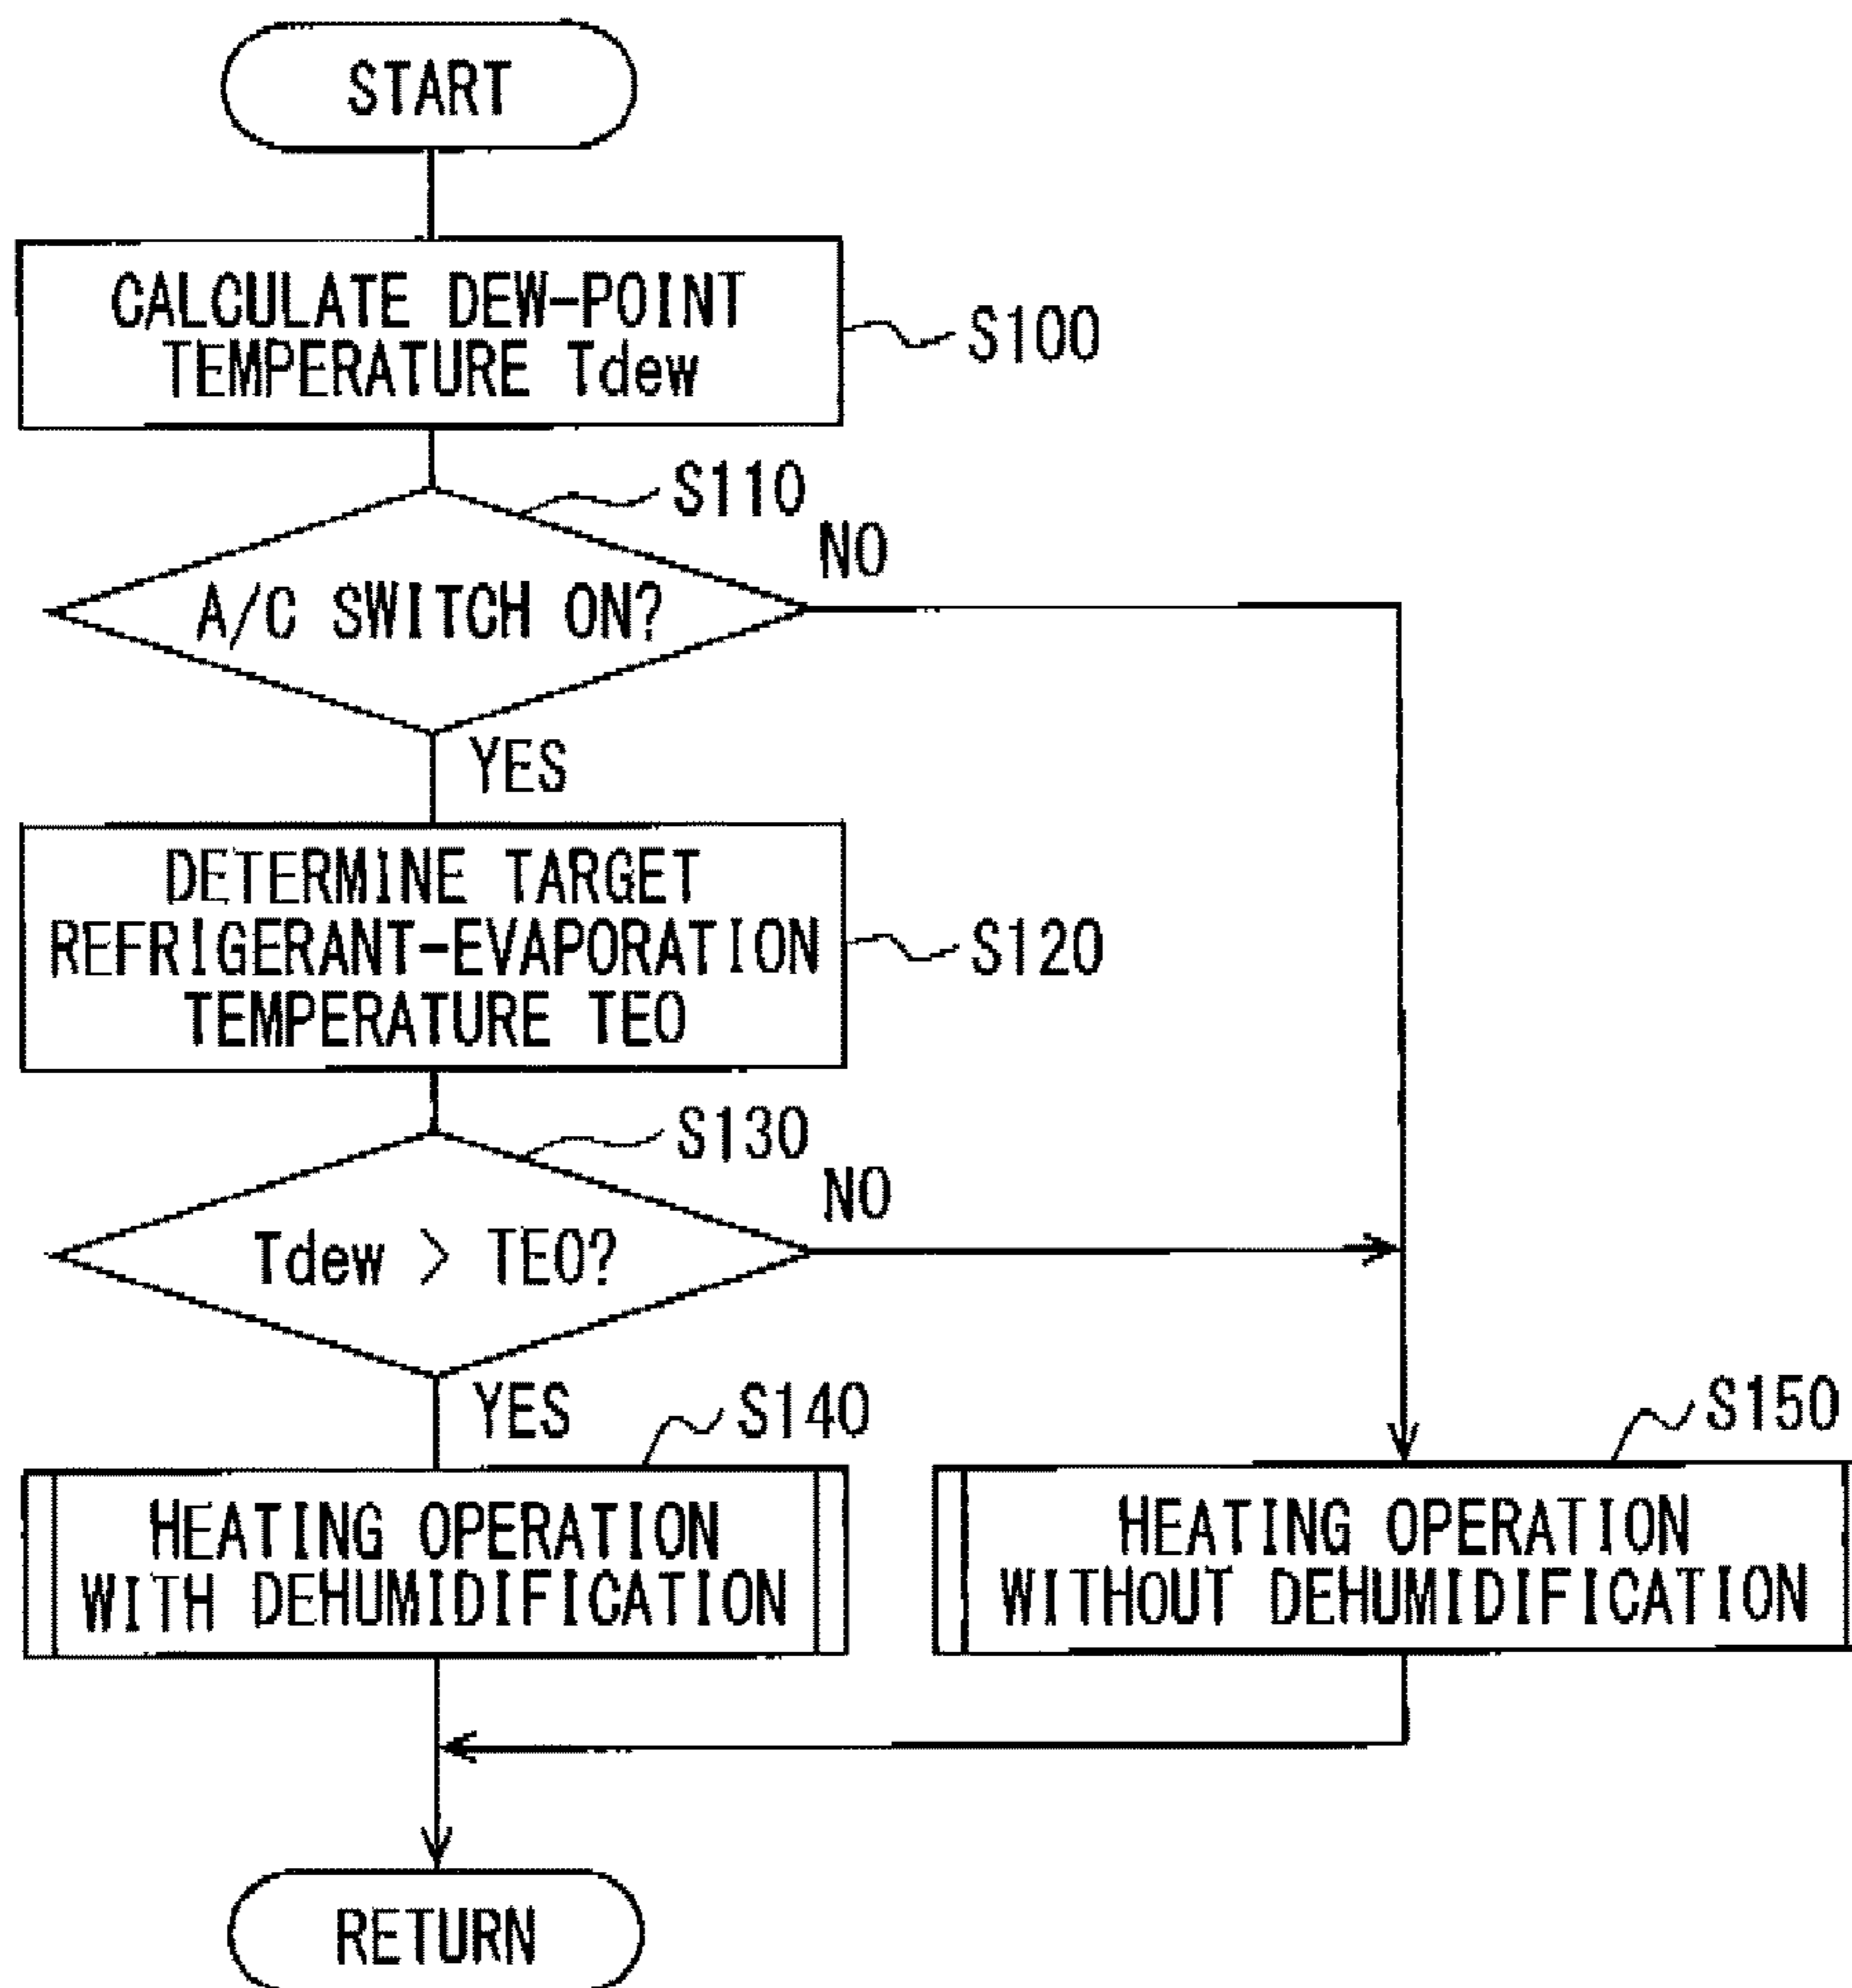 START
CALCULATE DEW-POINT
TEMPERATURE Tdew
S100
S110
A/C SWITCH ON?
NO
YES
DETERMINE TARGET
REFRIGERANT-EVAPORATION
TEMPERATURE TEO
S120
S130
Tdew > TEO?
NO
YES
S140
HEATING OPERATION
WITH DEHUMIDIFICATION
S150
HEATING OPERATION
WITHOUT DEHUMIDIFICATION
RETURN